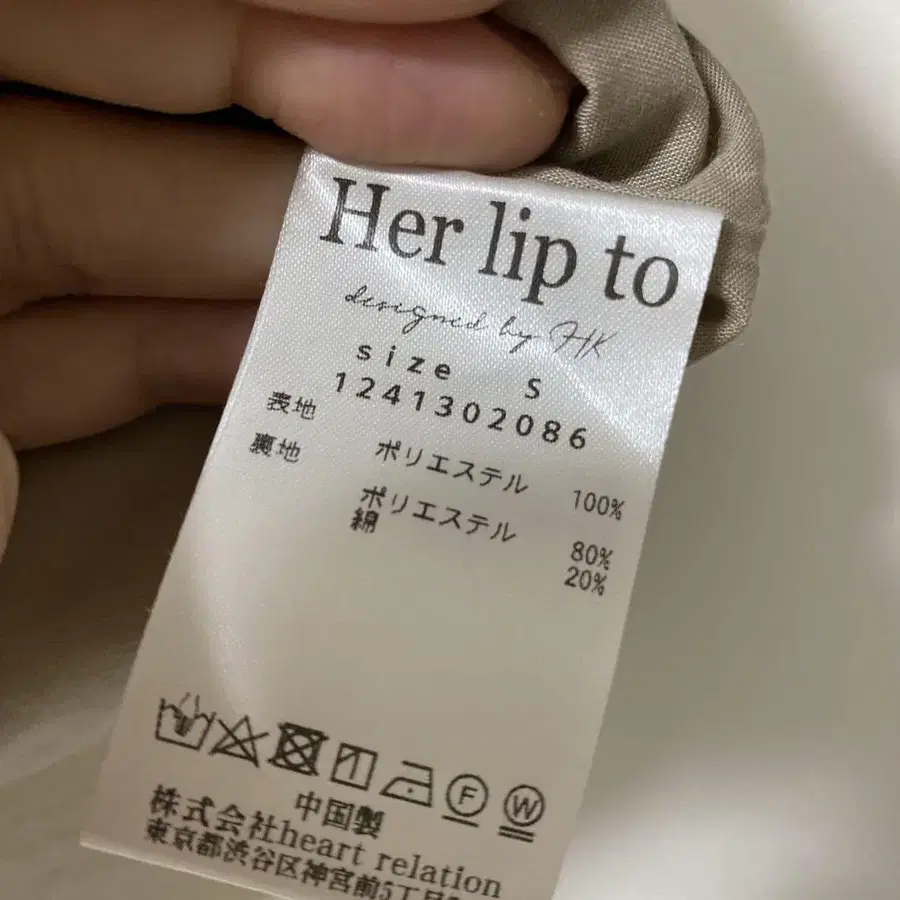 Her lip to
designed by HK
size S
1241302086
表地 ポリエステル 100%
裏地 ポリエステル 80%
綿 20%
F W
中国製
株式会社heart relation
東京都渋谷区神宮前5丁目